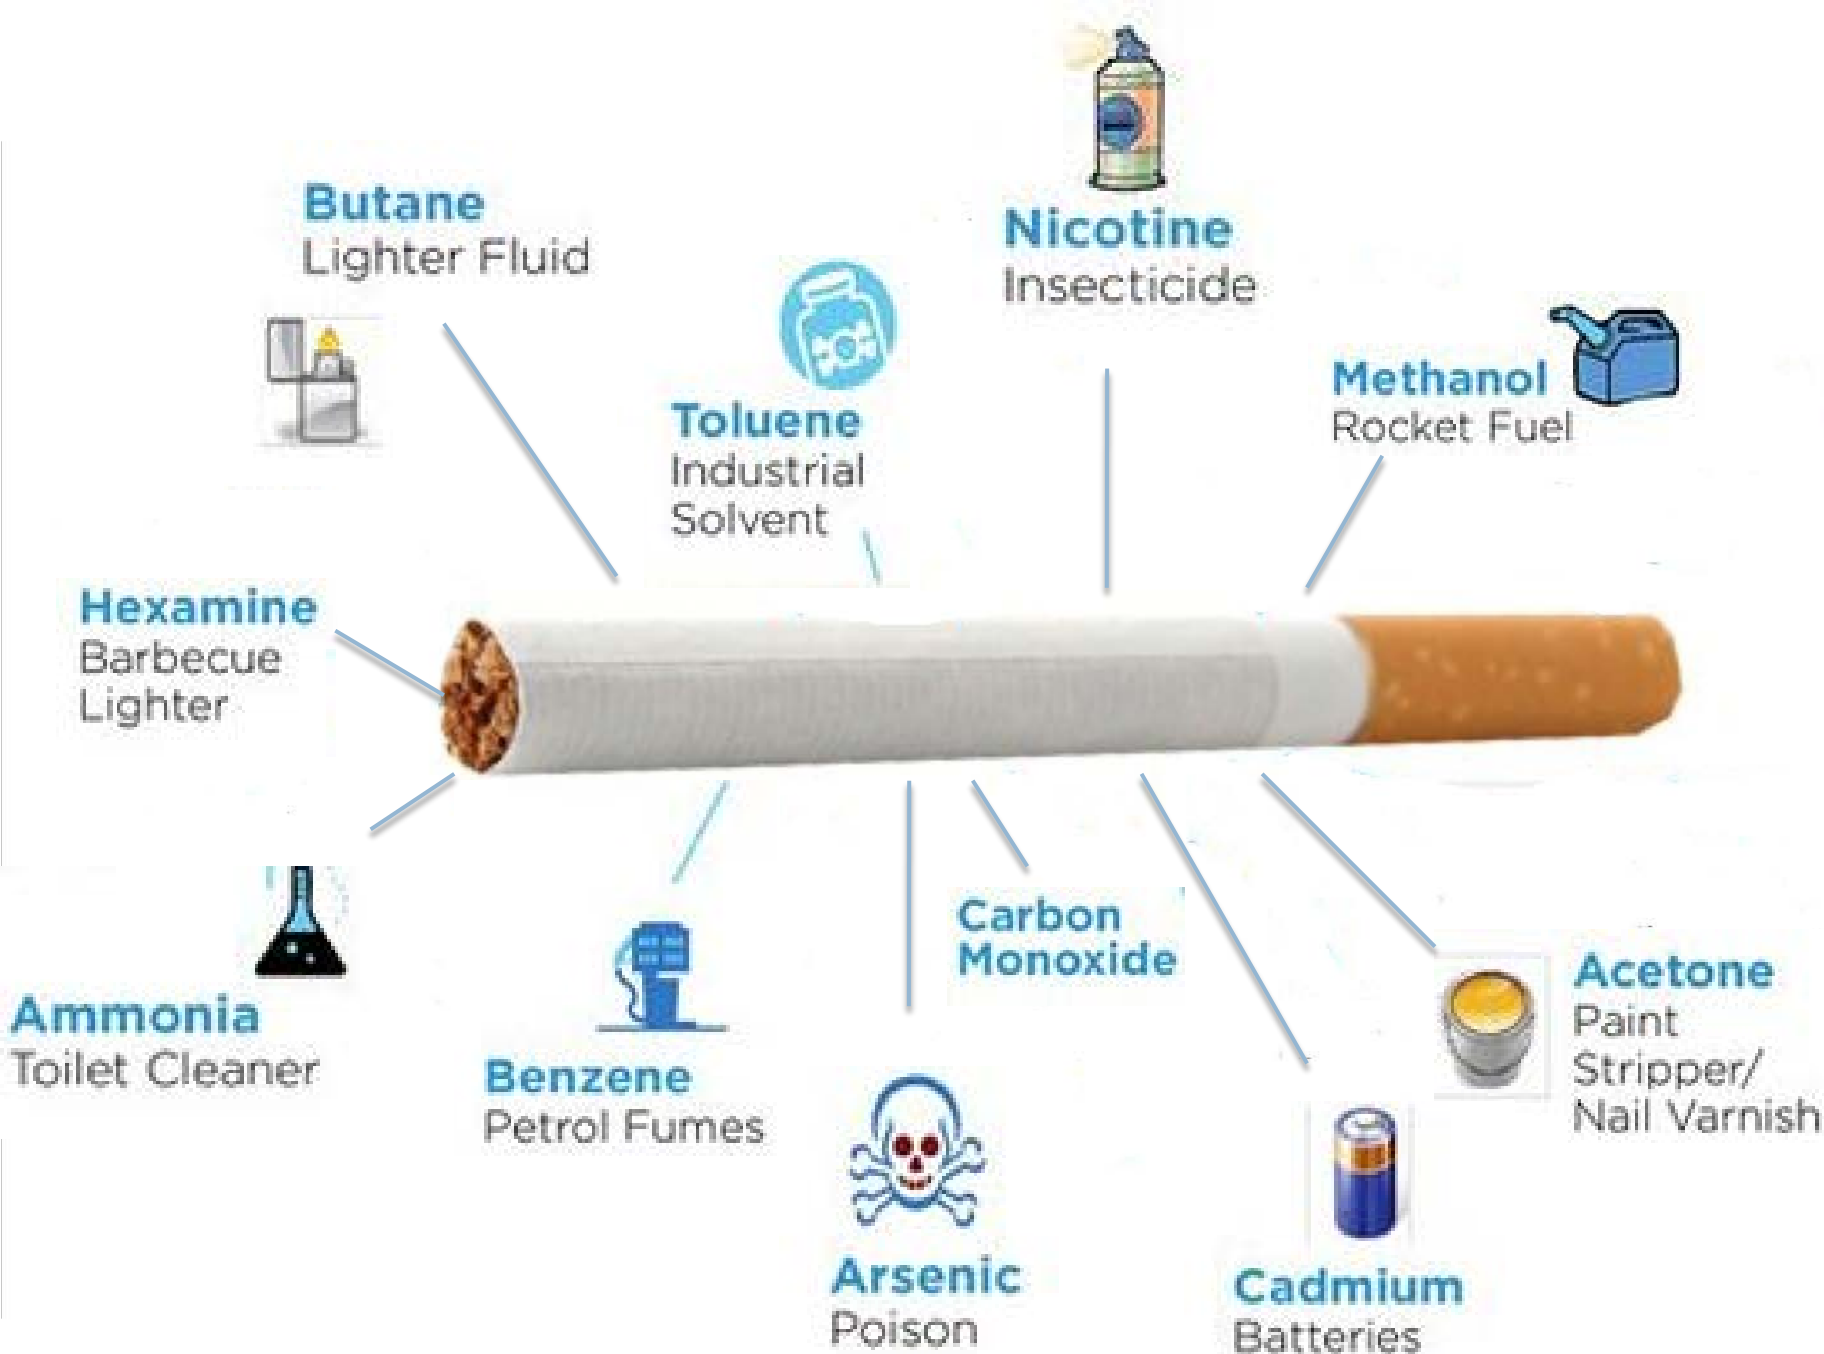 Butane
Lighter Fluid
Nicotine
Insecticide
Toluene
Industrial
Solvent
Methanol
Rocket Fuel
Hexamine
Barbecue
Lighter
Ammonia
Toilet Cleaner
Benzene
Petrol Fumes
Arsenic
Poison
Carbon
Monoxide
Cadmium
Batteries
Acetone
Paint
Stripper/
Nail Varnish